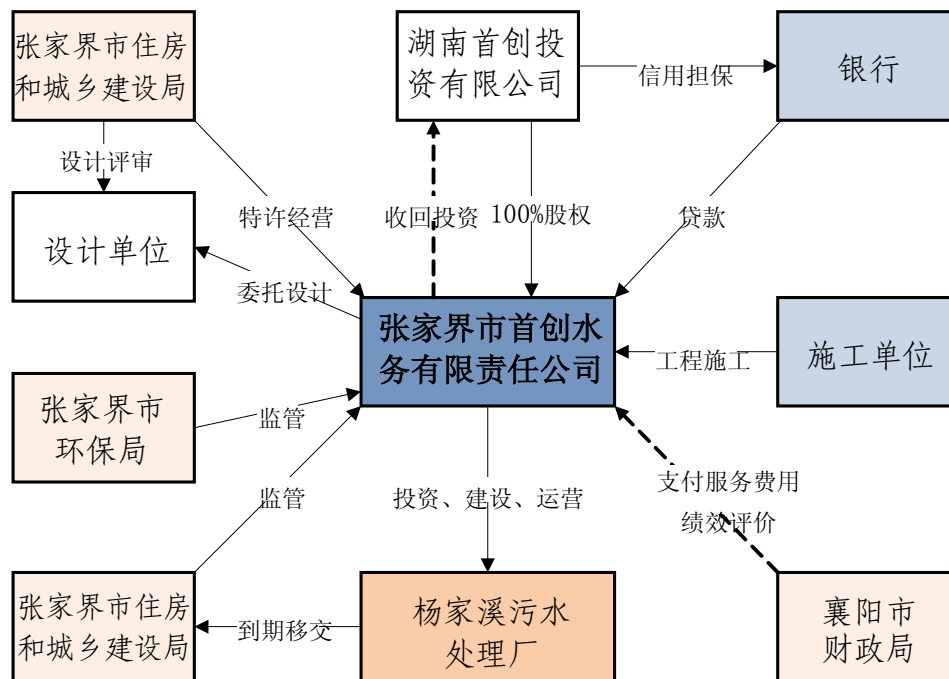 张家界市住房
和城乡建设局
湖南首创投
资有限公司
信用担保
银行
设计评审
设计单位
特许经营
收回投资
100%股权
贷款
委托设计
张家界市首创水
务有限责任公司
工程施工
施工单位
张家界市
环保局
监管
监管
投资、建设、运营
支付服务费用
绩效评价
张家界市住房
和城乡建设局
到期移交
杨家溪污水
处理厂
襄阳市
财政局